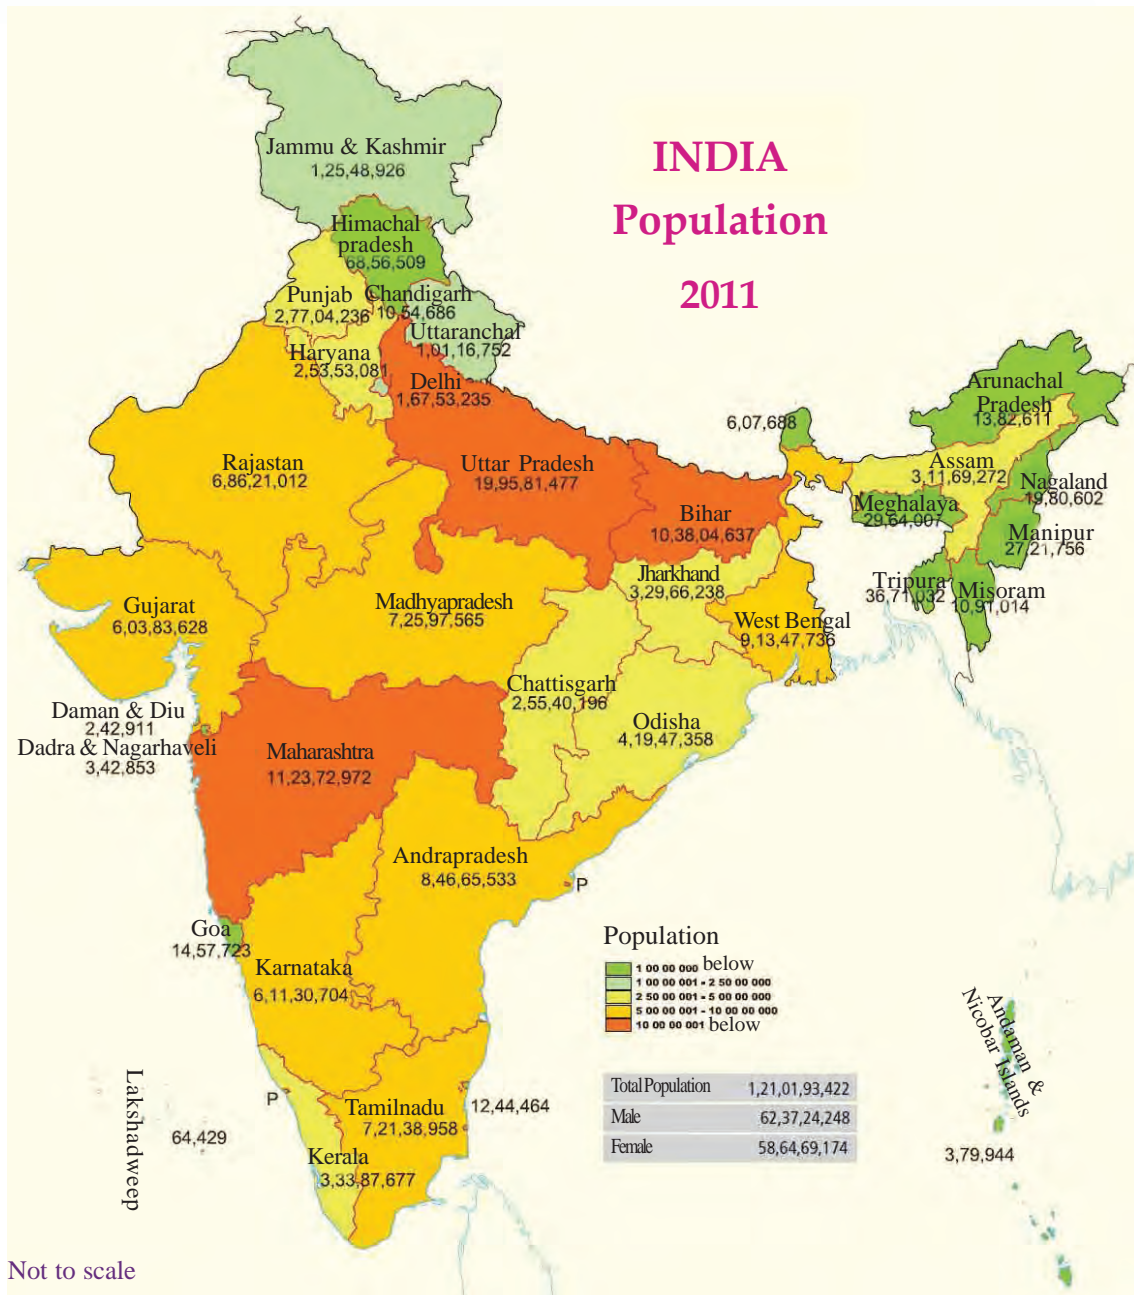 INDIA
Population
2011
Jammu & Kashmir
1,25,48,926
Himachal
pradesh
68,56,509
Punjab
2,77,04,236
Chandigarh
10,54,686
Uttaranchal
1,01,16,752
Haryana
2,53,53,081
Delhi
1,67,53,235
Arunachal
Pradesh
13,82,611
6,07,688
Rajastan
6,86,21,012
Uttar Pradesh
19,95,81,477
Assam
3,11,69,272
Nagaland
19,80,602
Meghalaya
29,64,007
Bihar
10,38,04,637
Manipur
27,21,756
Jharkhand
3,29,66,238
Tripura
36,71,032
Misoram
10,91,014
Gujarat
6,03,83,628
Madhyapradesh
7,25,97,565
West Bengal
9,13,47,736
Chattisgarh
2,55,40,196
Daman & Diu
2,42,911
Dadra & Nagarhaveli
3,42,853
Odisha
4,19,47,358
Maharashtra
11,23,72,972
Andrapradesh
8,46,65,533
P
Goa
14,57,723
Karnataka
6,11,30,704
Population
1 00 00 000 below
1 00 00 001 - 2 50 00 000
2 50 00 001 - 5 00 00 000
5 00 00 001 - 10 00 00 000
10 00 00 001 below
Andaman &
Nicobar Islands
3,79,944
Total Population 1,21,01,93,422
Male 62,37,24,248
Female 58,64,69,174
Lakshadweep
64,429
P
Tamilnadu
7,21,38,958
12,44,464
Kerala
3,33,87,677
Not to scale